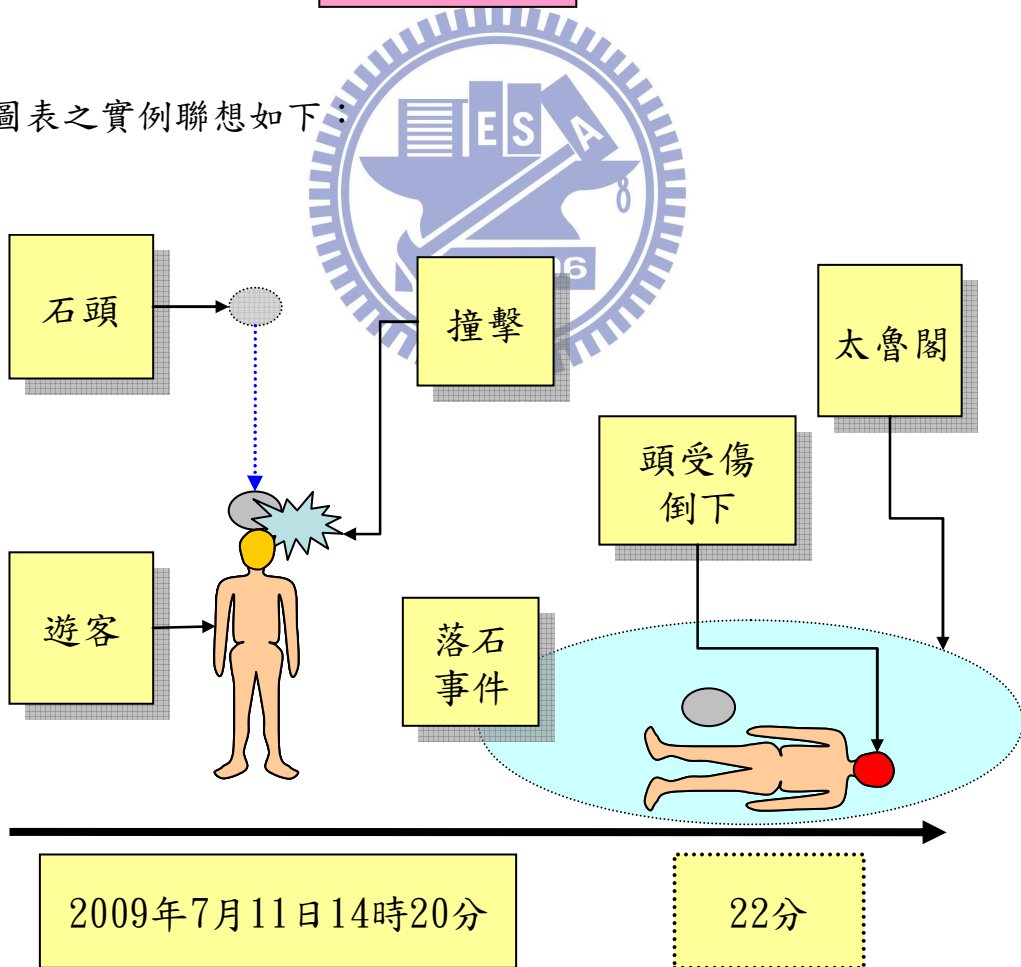 圖表之實例聯想如下：
E S A
96
石頭
撞擊
太魯閣
頭受傷
倒下
遊客
落石
事件
2009年7月11日14時20分
22分